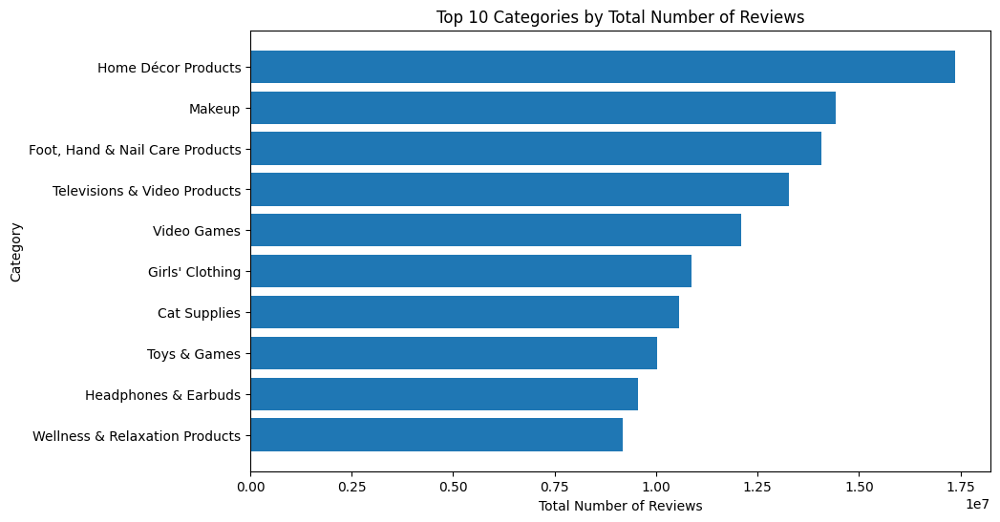 Top 10 Categories by Total Number of Reviews
Category
Home Décor Products
Makeup
Foot, Hand & Nail Care Products
Televisions & Video Products
Video Games
Girls' Clothing
Cat Supplies
Toys & Games
Headphones & Earbuds
Wellness & Relaxation Products
0.00 0.25 0.50 0.75 1.00 1.25 1.50 1.75
1e7
Total Number of Reviews